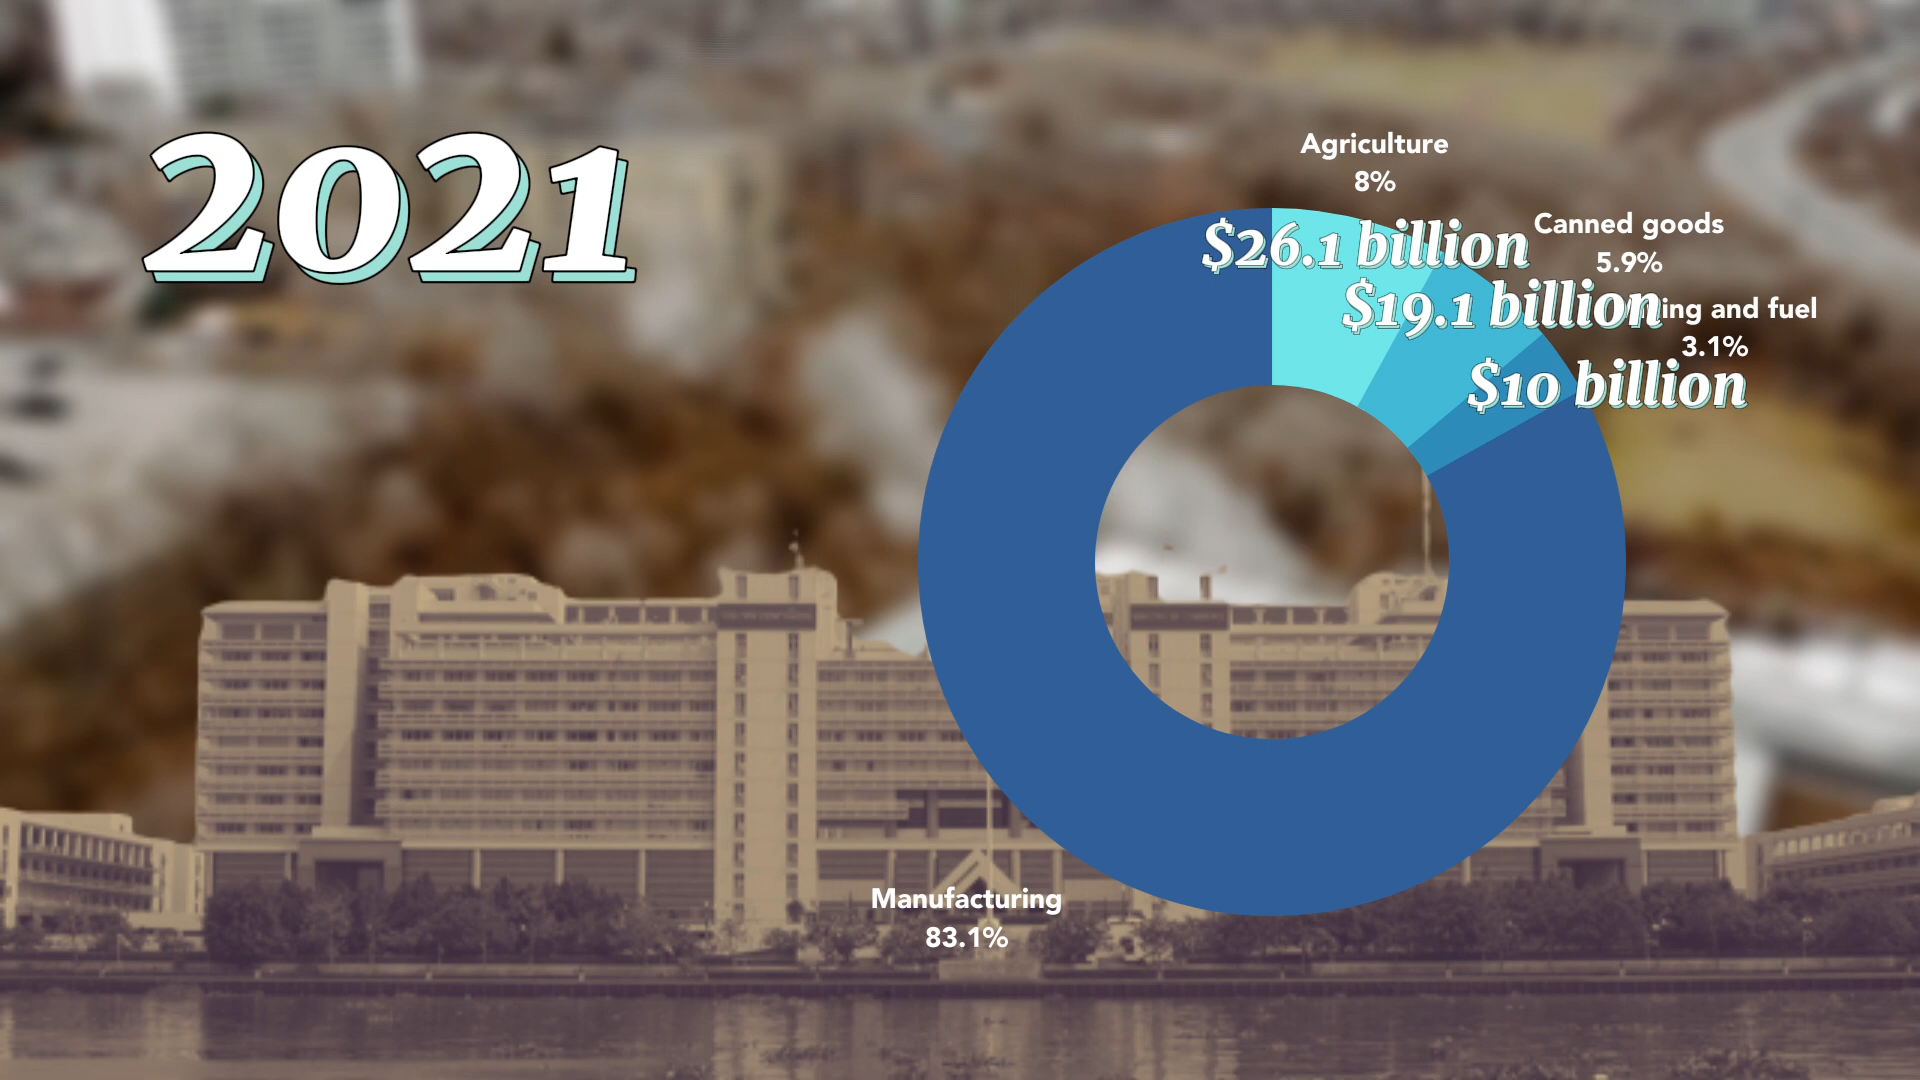 2021
Agriculture
8%
$26.1 billion
Canned goods
5.9%
$19.1 billion
and fuel
3.1%
$10 billion
Manufacturing
83.1%